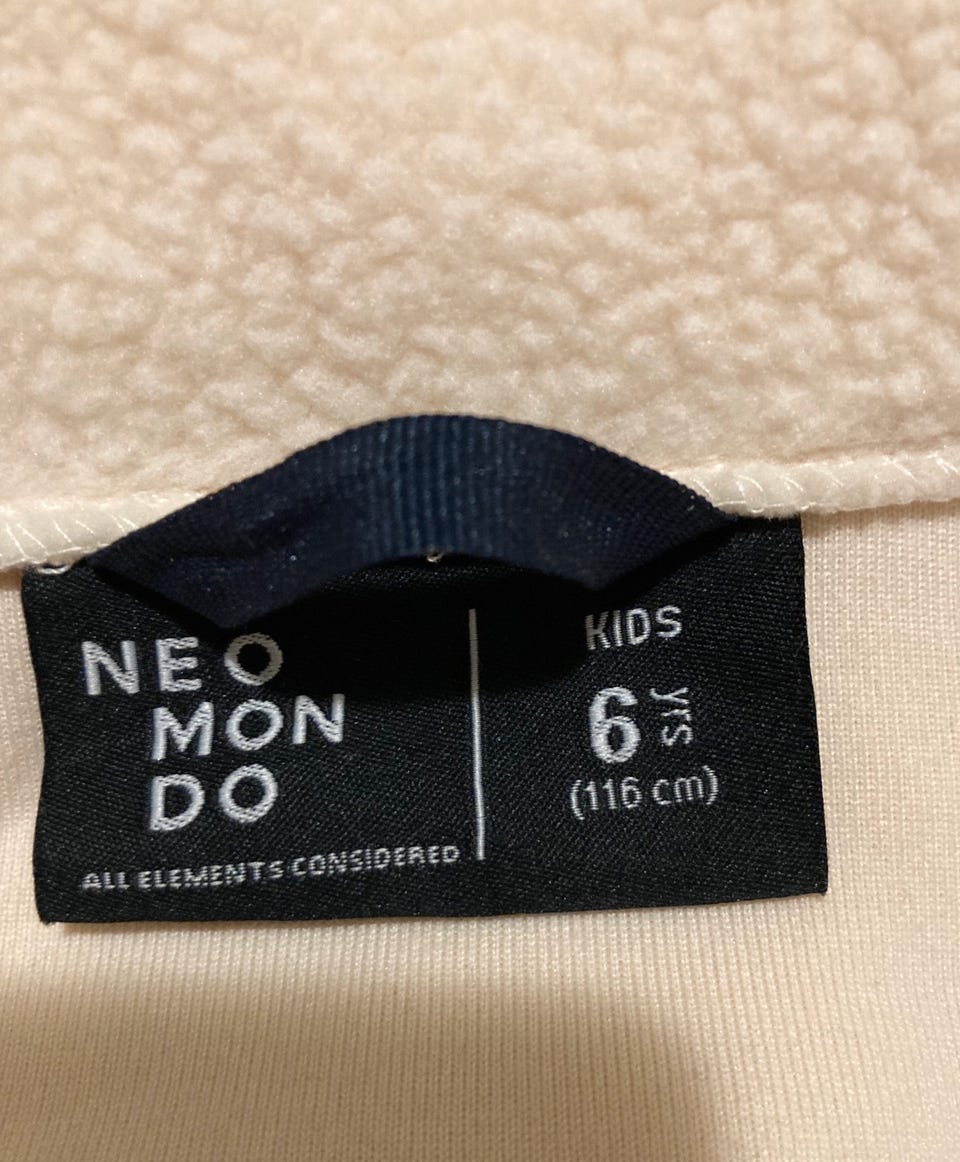 NEO
MON
DO
ALL ELEMENTS CONSIDERED
KIDS
6 yrs
(116 cm)